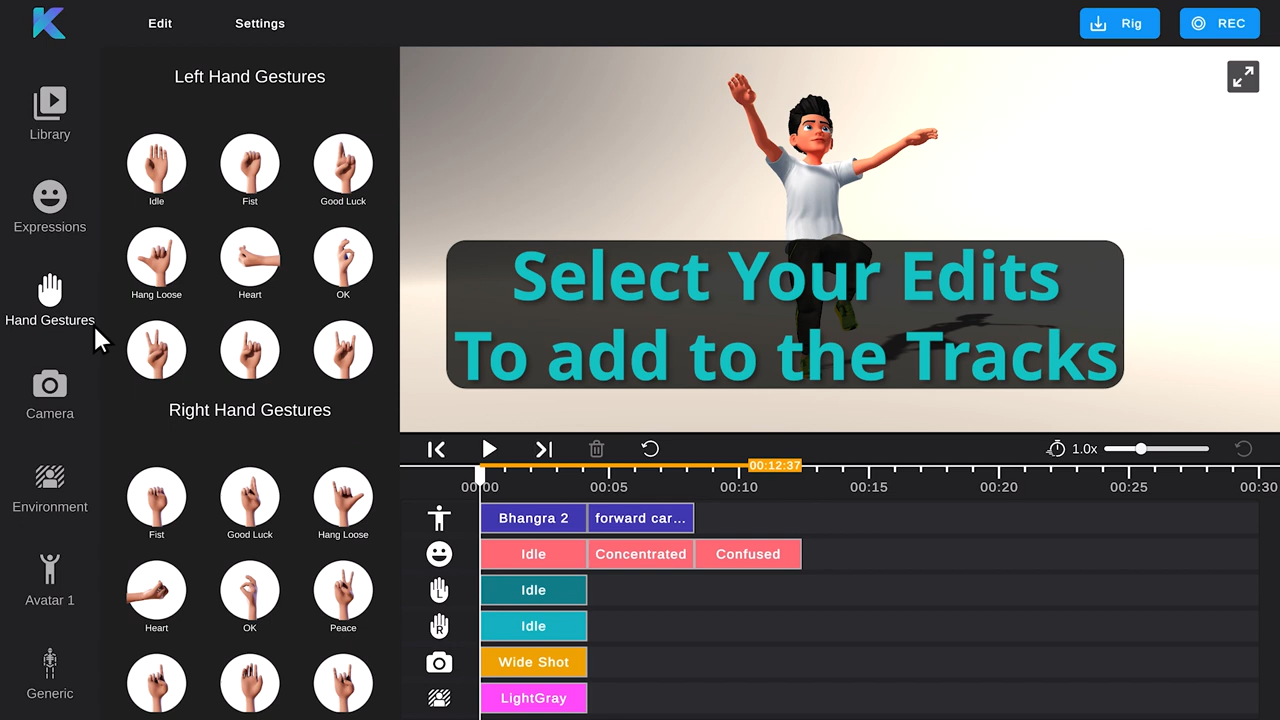 Edit
Settings
Rig
REC
Library
Expressions
Hand Gestures
Camera
Environment
Avatar 1
Generic
Left Hand Gestures
Idle
Fist
Good Luck
Hang Loose
Heart
OK
Right Hand Gestures
Fist
Good Luck
Hang Loose
Heart
OK
Peace
Select Your Edits
To add to the Tracks
1.0x
00:12:37
00:00
00:05
00:10
00:15
00:20
00:25
00:30
Bhangra 2
forward car...
Idle
Concentrated
Confused
L
Idle
R
Idle
Wide Shot
LightGray